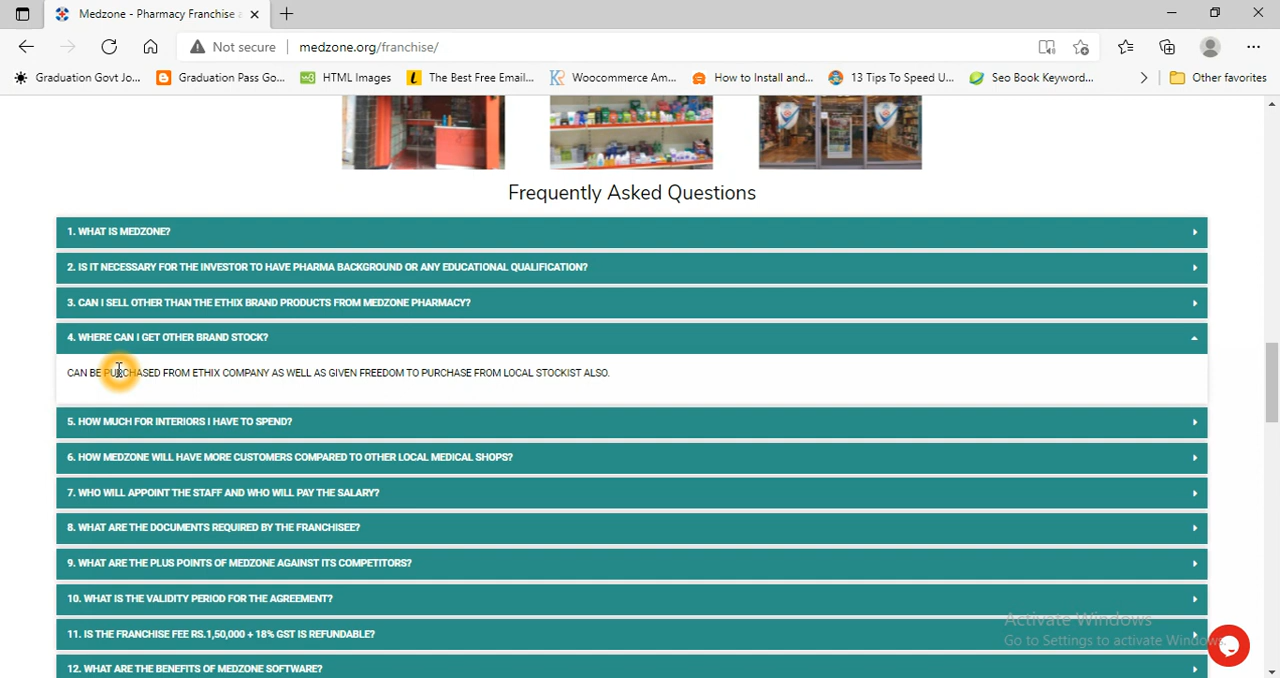 Medzone - Pharmacy Franchise a
Not secure
medzone.org/franchise/
Graduation Govt Jo...
Graduation Pass Go...
HTML Images
The Best Free Email...
Woocommerce Am...
How to Install and...
13 Tips To Speed U...
Seo Book Keyword...
Other favorites
Frequently Asked Questions
1. WHAT IS MEDZONE?
2. IS IT NECESSARY FOR THE INVESTOR TO HAVE PHARMA BACKGROUND OR ANY EDUCATIONAL QUALIFICATION?
3. CAN I SELL OTHER THAN THE ETHIX BRAND PRODUCTS FROM MEDZONE PHARMACY?
4. WHERE CAN I GET OTHER BRAND STOCK?
CAN BE PURCHASED FROM ETHIX COMPANY AS WELL AS GIVEN FREEDOM TO PURCHASE FROM LOCAL STOCKIST ALSO.
5. HOW MUCH FOR INTERIORS I HAVE TO SPEND?
6. HOW MEDZONE WILL HAVE MORE CUSTOMERS COMPARED TO OTHER LOCAL MEDICAL SHOPS?
7. WHO WILL APPOINT THE STAFF AND WHO WILL PAY THE SALARY?
8. WHAT ARE THE DOCUMENTS REQUIRED BY THE FRANCHISEE?
9. WHAT ARE THE PLUS POINTS OF MEDZONE AGAINST ITS COMPETITORS?
10. WHAT IS THE VALIDITY PERIOD FOR THE AGREEMENT?
11. IS THE FRANCHISE FEE RS.1,50,000 + 18% GST IS REFUNDABLE?
12. WHAT ARE THE BENEFITS OF MEDZONE SOFTWARE?
Activate Windows
Go to Settings to activate Windows.